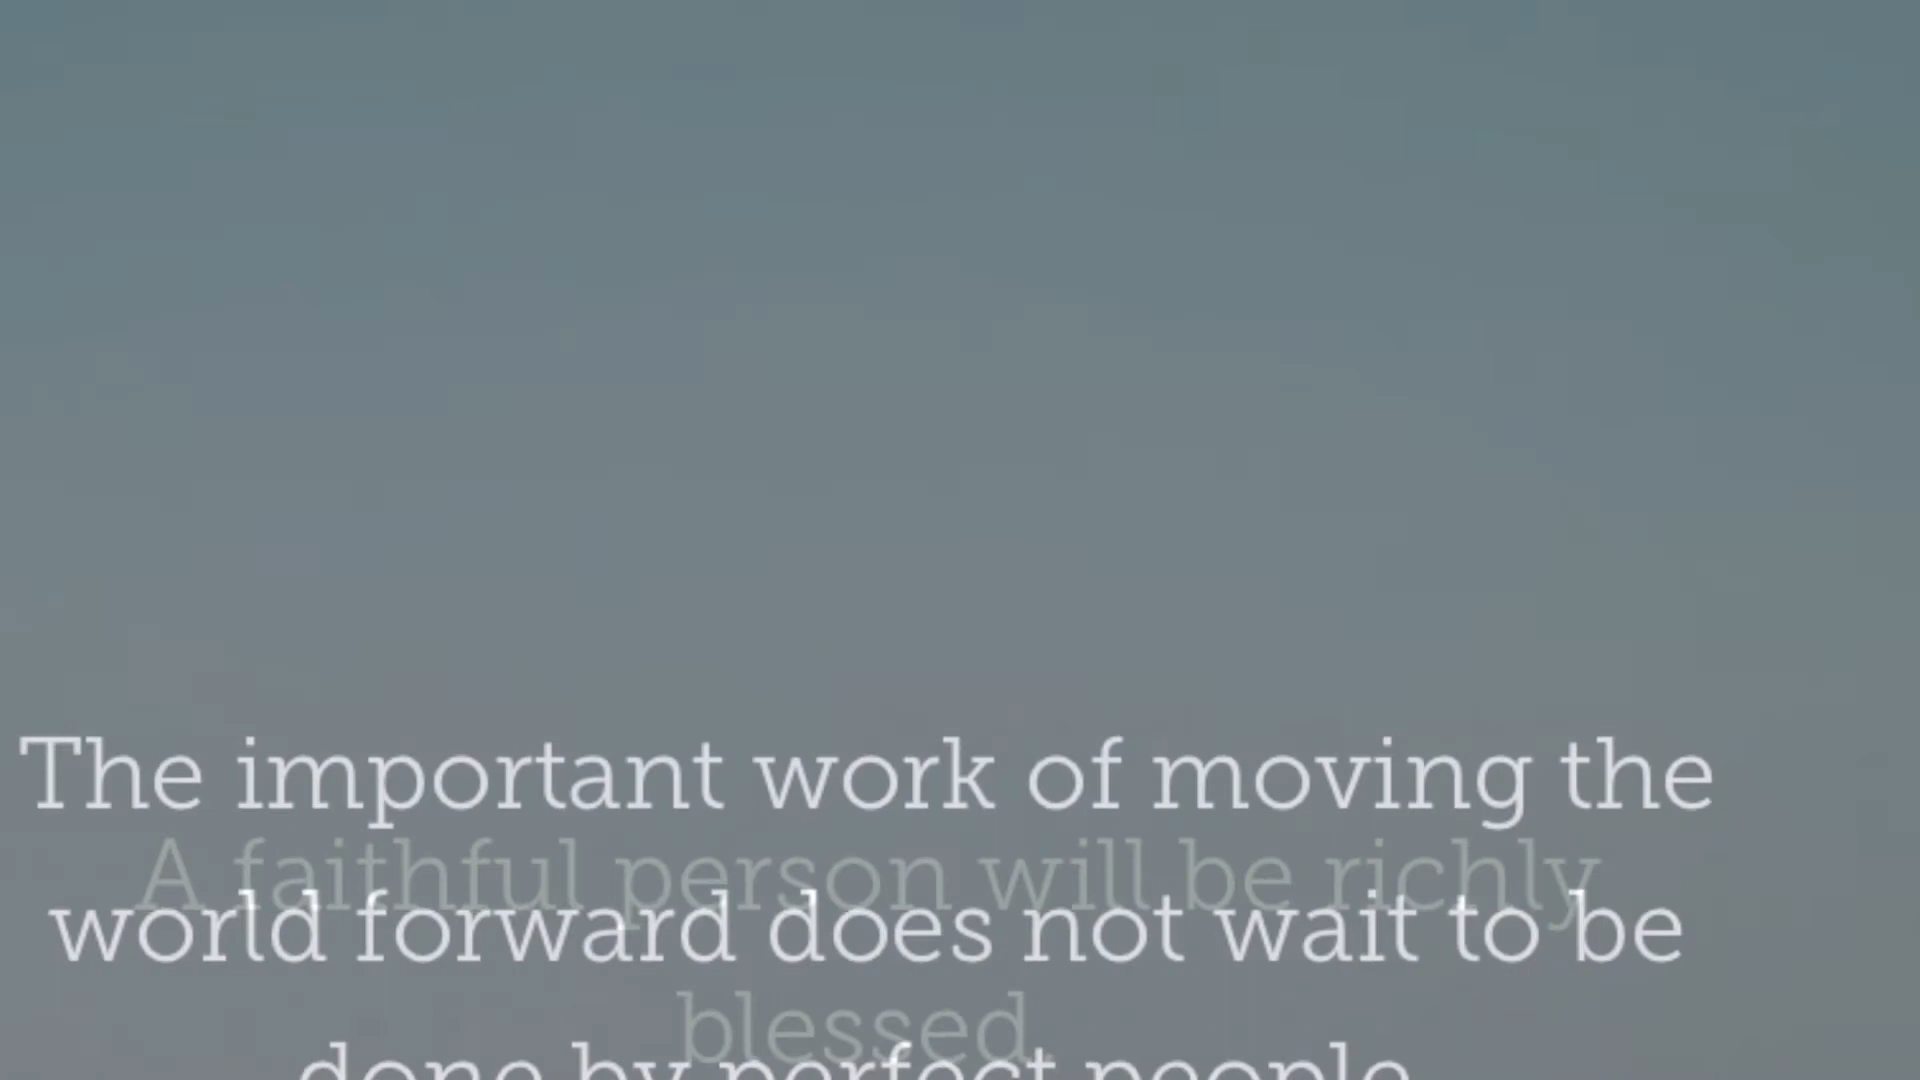 The important work of moving the
A faithful person will be richly
world forward does not wait to be
blessed.
done by perfect people